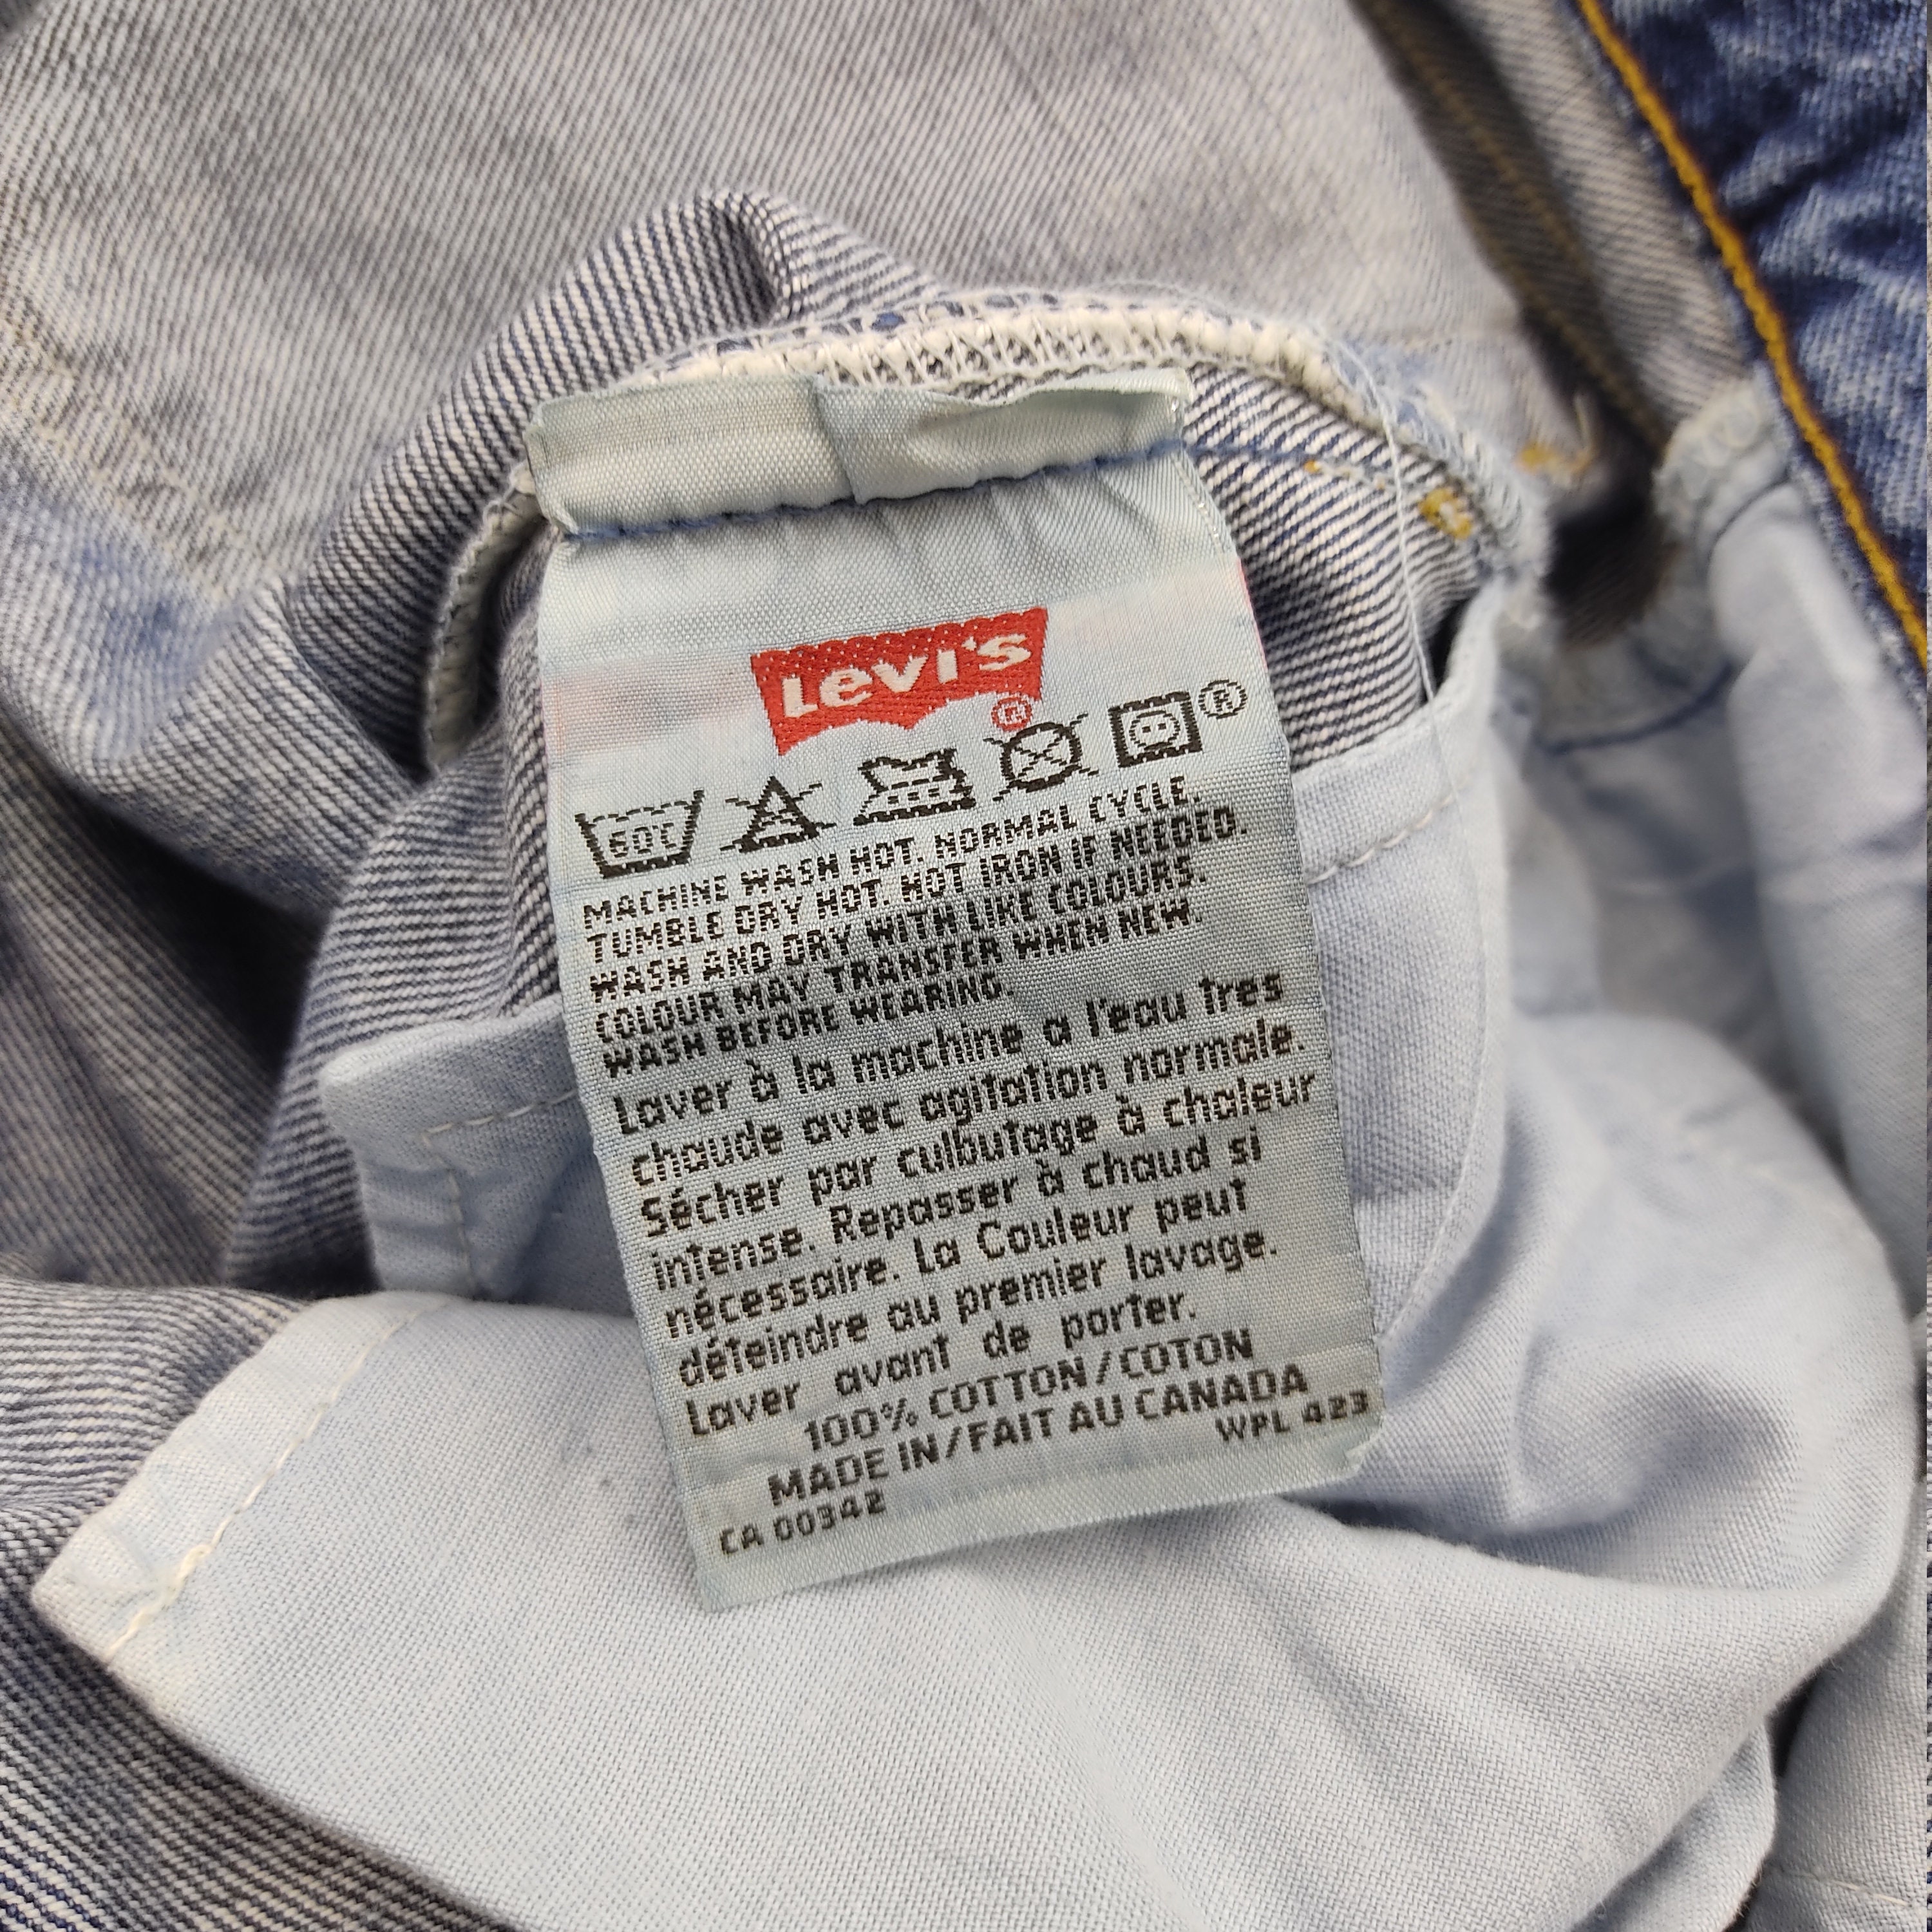 Levi's
®
60°C
®
MACHINE WASH HOT. NORMAL CYCLE.
TUMBLE DRY HOT. HOT IRON IF NEEDED.
WASH AND DRY WITH LIKE COLOURS.
COLOUR MAY TRANSFER WHEN NEW.
WASH BEFORE WEARING.
Laver à la machine a l'eau tres
chaude avec agitation normale.
Sécher par culbutage à chaleur
intense. Repasser à chaud si
nécessaire. La Couleur peut
déteindre au premier lavage.
Laver avant de porter.
100% COTTON/COTON
MADE IN/FAIT AU CANADA
CA 00342 WPL 423